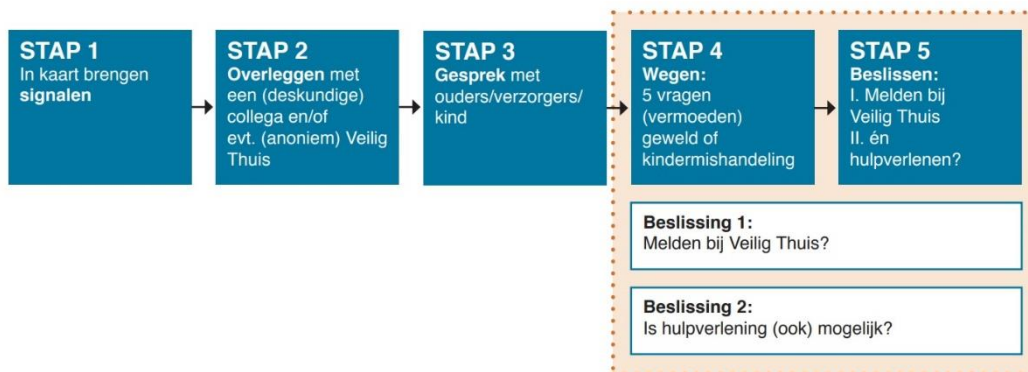 STAP 1
In kaart brengen
signalen
STAP 2
Overleggen met
een (deskundige)
collega en/of
evt. (anoniem) Veilig
Thuis
STAP 3
Gesprek met
ouders/verzorgers/
kind
STAP 4
Wegen:
5 vragen
(vermoeden)
geweld of
kindermishandeling
STAP 5
Beslissen:
I. Melden bij
Veilig Thuis
II. én
hulpverlenen?
Beslissing 1:
Melden bij Veilig Thuis?
Beslissing 2:
Is hulpverlening (ook) mogelijk?